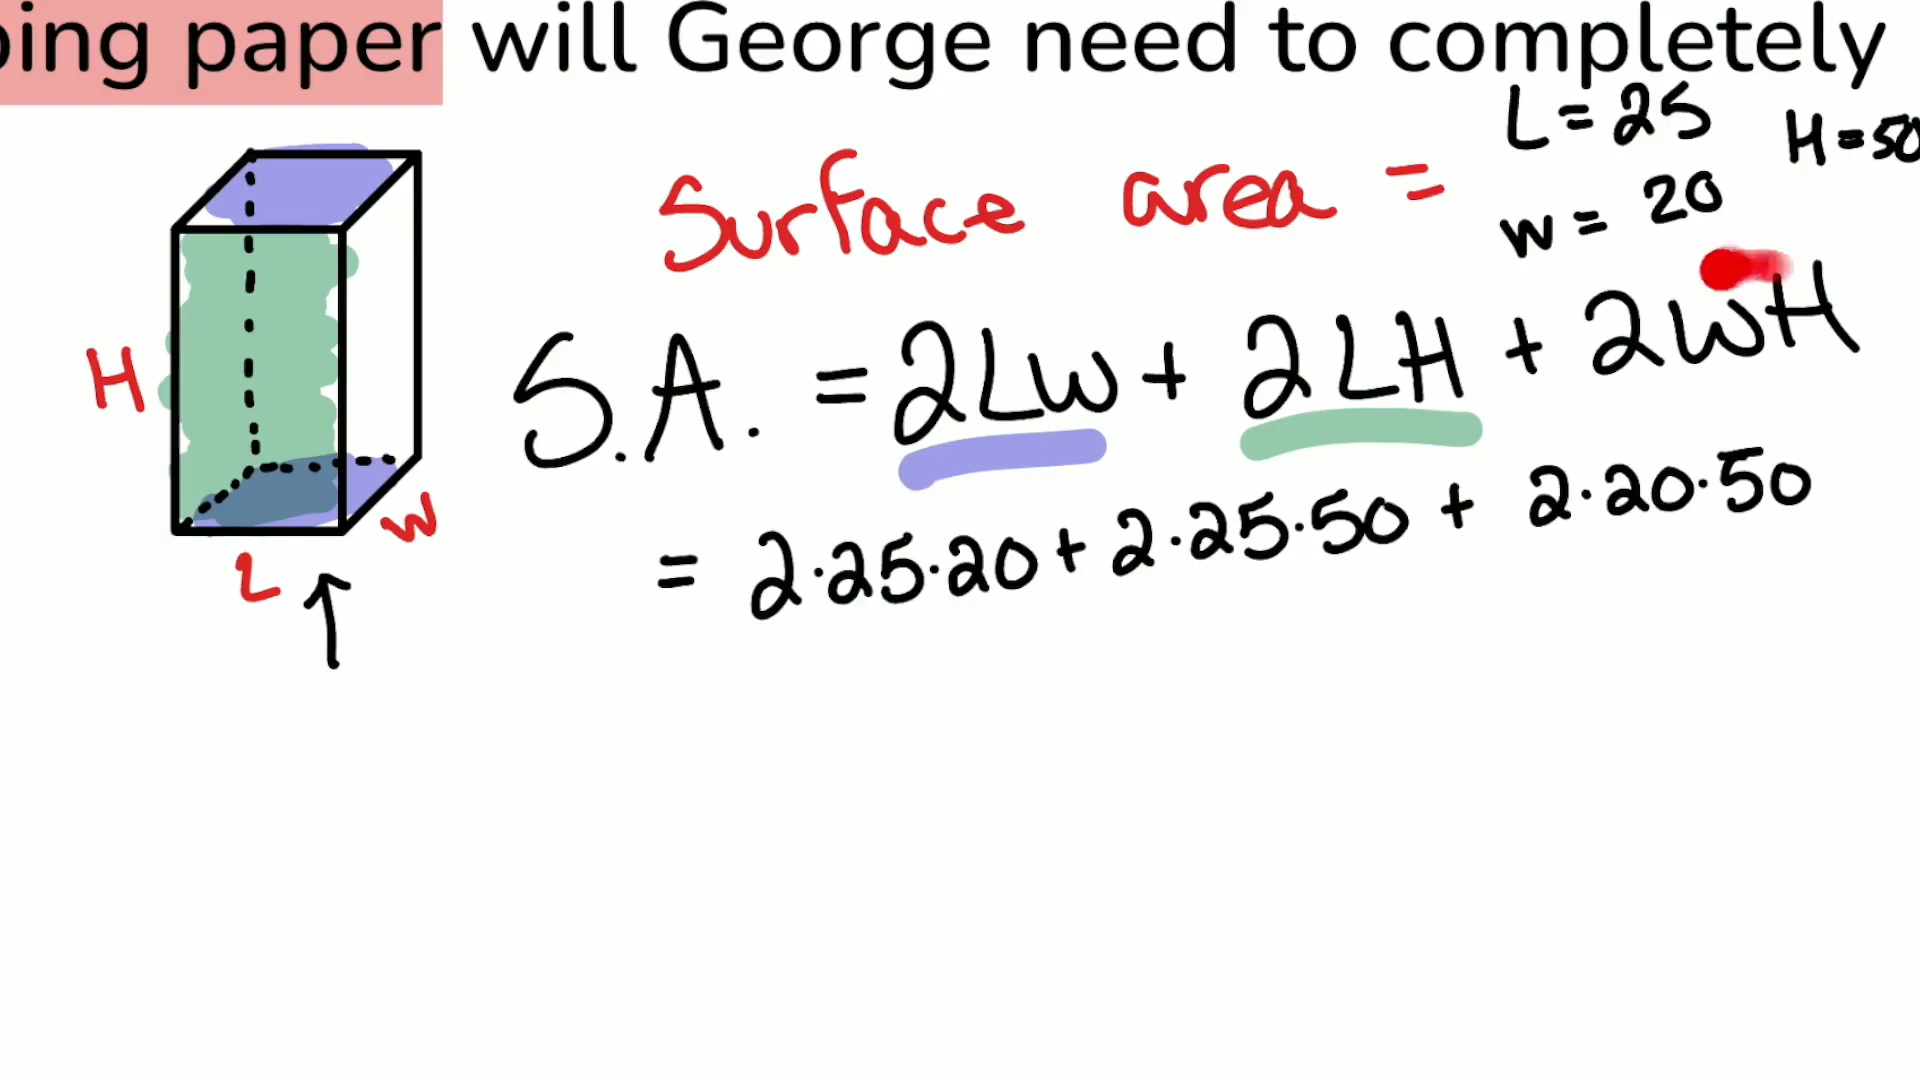 ping paper will George need to completely
L = 25
H = 50
Surface area =
w = 20
S.A. = 2LW + 2LH + 2WH
H
= 2·25·20 + 2·25·50 + 2·20·50
W
L